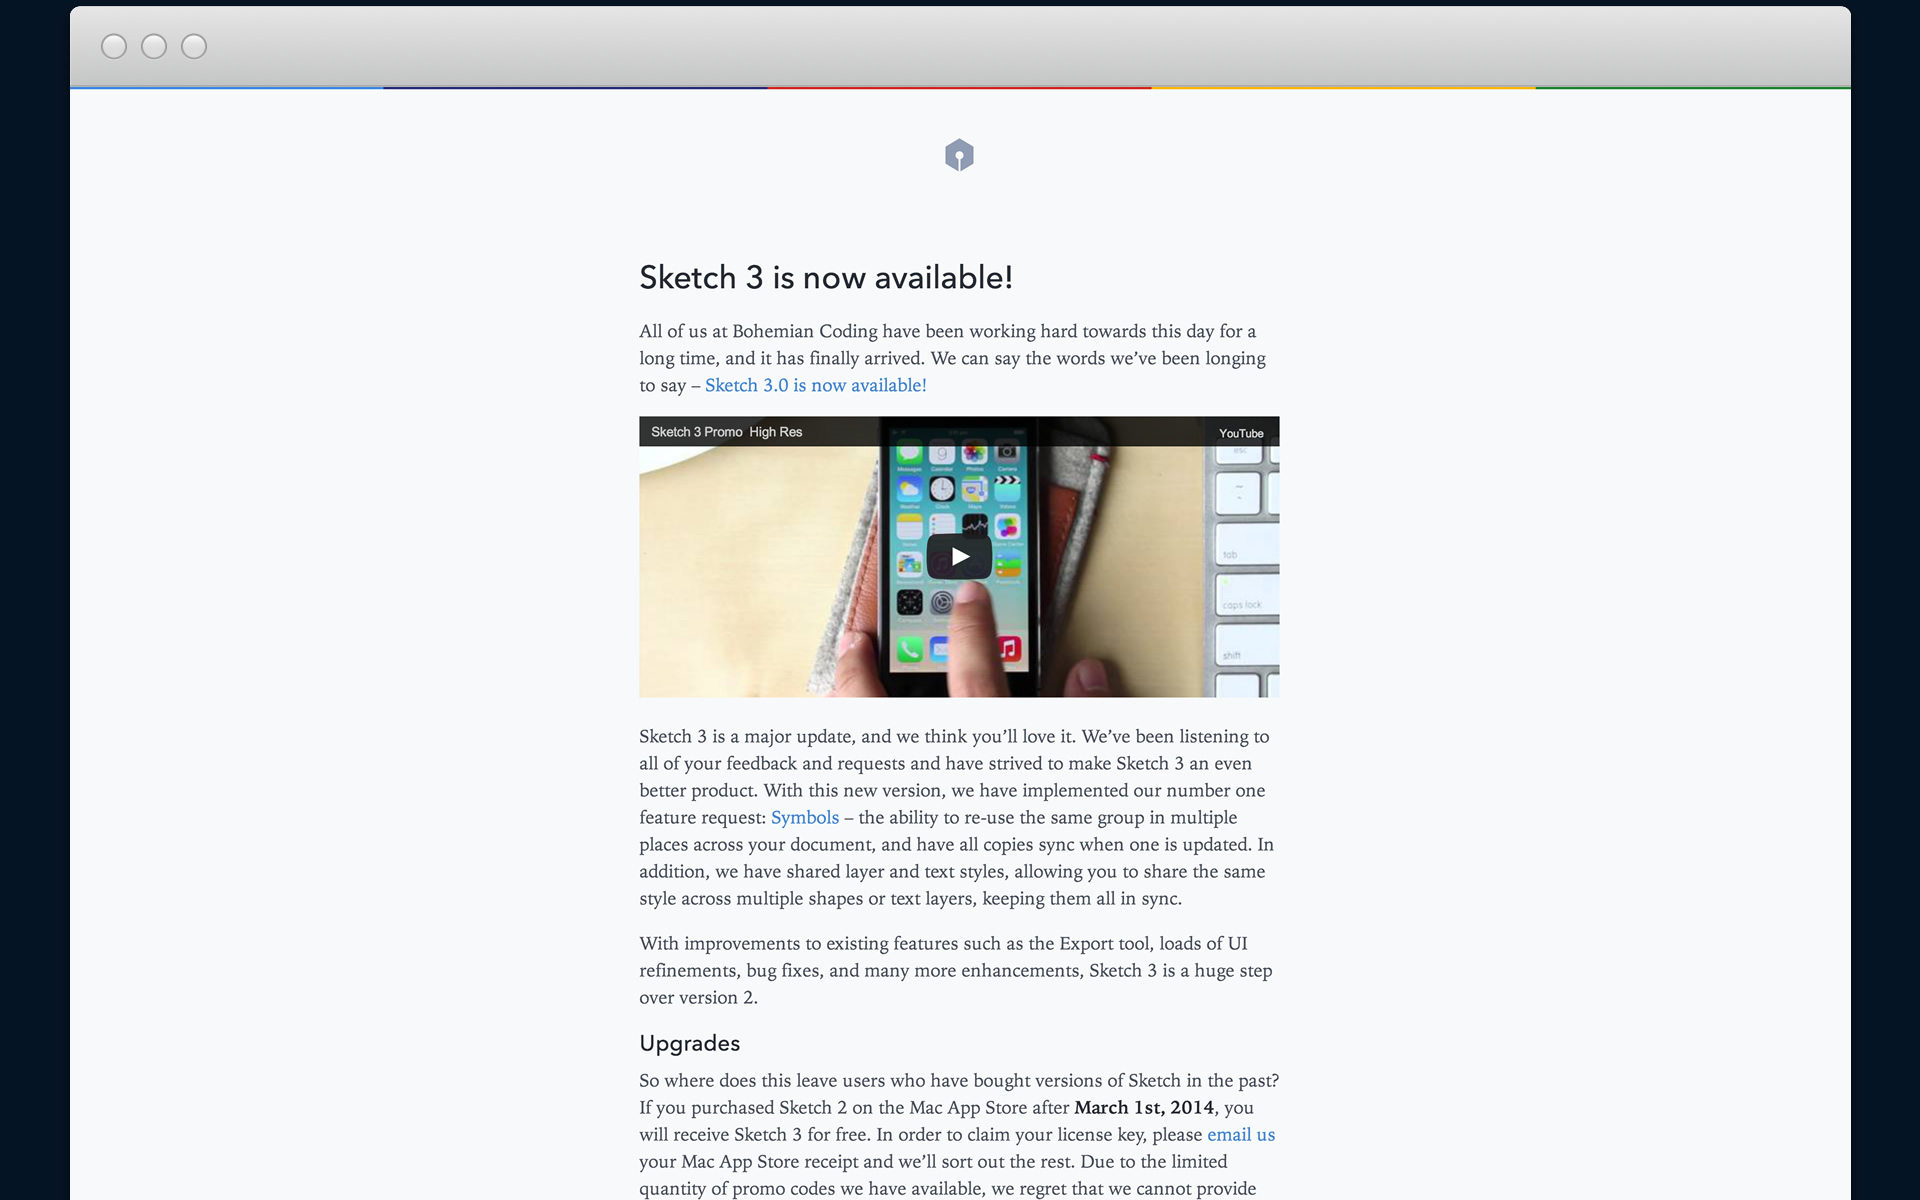 Sketch 3 is now available!
All of us at Bohemian Coding have been working hard towards this day for a
long time, and it has finally arrived. We can say the words we’ve been longing
to say – Sketch 3.0 is now available!
Sketch 3 Promo High Res
YouTube
esc
Messages Calendar Photos Camera
9
Weather Clock Maps Videos
tab
caps lock
shift
Sketch 3 is a major update, and we think you’ll love it. We’ve been listening to
all of your feedback and requests and have strived to make Sketch 3 an even
better product. With this new version, we have implemented our number one
feature request: Symbols – the ability to re-use the same group in multiple
places across your document, and have all copies sync when one is updated. In
addition, we have shared layer and text styles, allowing you to share the same
style across multiple shapes or text layers, keeping them all in sync.
With improvements to existing features such as the Export tool, loads of UI
refinements, bug fixes, and many more enhancements, Sketch 3 is a huge step
over version 2.
Upgrades
So where does this leave users who have bought versions of Sketch in the past?
If you purchased Sketch 2 on the Mac App Store after March 1st, 2014, you
will receive Sketch 3 for free. In order to claim your license key, please email us
your Mac App Store receipt and we’ll sort out the rest. Due to the limited
quantity of promo codes we have available, we regret that we cannot provide